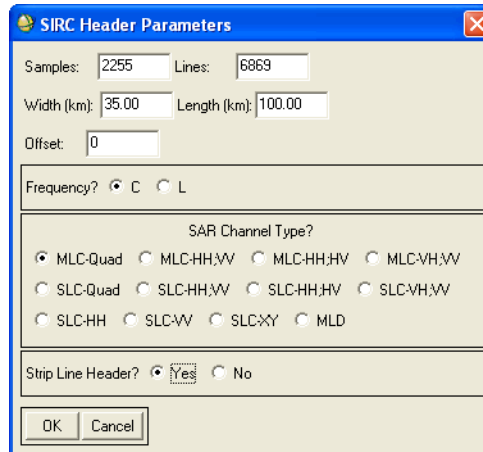 SIRC Header Parameters
Samples: 2255 Lines: 6869
Width (km): 35.00 Length (km): 100.00
Offset: 0
Frequency? C L
SAR Channel Type?
MLC-Quad MLC-HH;VV MLC-HH;HV MLC-VH;VV
SLC-Quad SLC-HH;VV SLC-HH;HV SLC-VH;VV
SLC-HH SLC-VV SLC-XY MLD
Strip Line Header? Yes No
OK Cancel